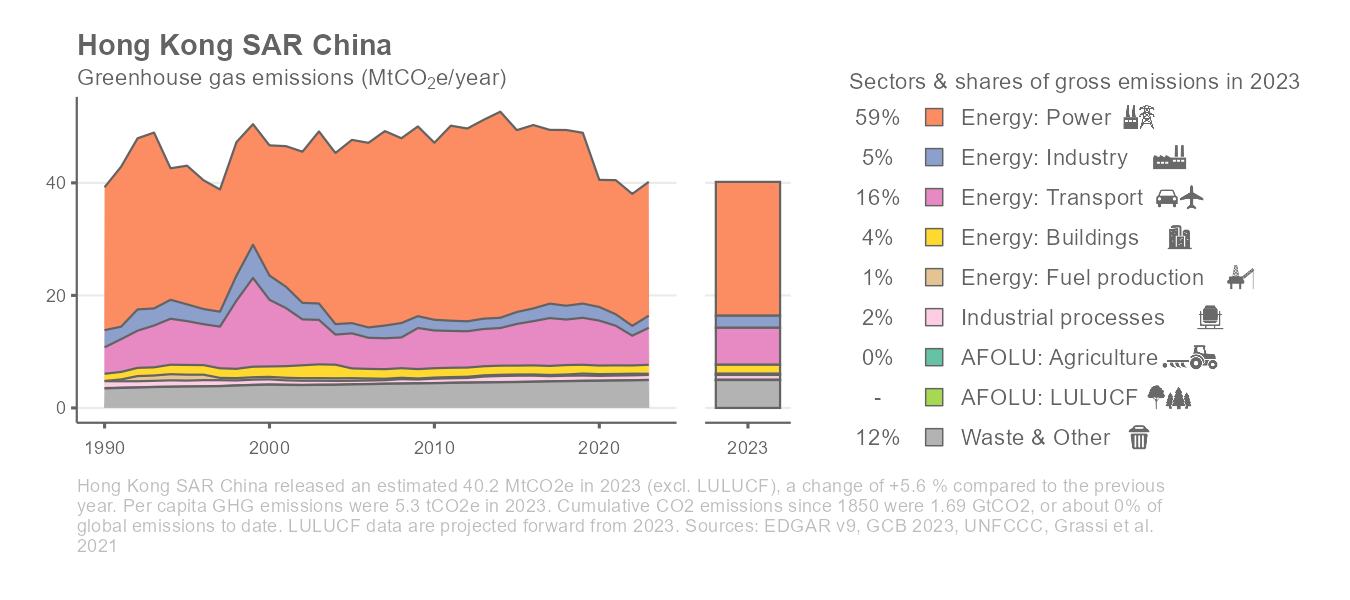 Hong Kong SAR China
Greenhouse gas emissions (MtCO₂e/year)
40
20
0
1990
2000
2010
2020
2023
Sectors & shares of gross emissions in 2023
59% Energy: Power
5% Energy: Industry
16% Energy: Transport
4% Energy: Buildings
1% Energy: Fuel production
2% Industrial processes
0% AFOLU: Agriculture
- AFOLU: LULUCF
12% Waste & Other
Hong Kong SAR China released an estimated 40.2 MtCO2e in 2023 (excl. LULUCF), a change of +5.6 % compared to the previous
year. Per capita GHG emissions were 5.3 tCO2e in 2023. Cumulative CO2 emissions since 1850 were 1.69 GtCO2, or about 0% of
global emissions to date. LULUCF data are projected forward from 2023. Sources: EDGAR v9, GCB 2023, UNFCCC, Grassi et al.
2021